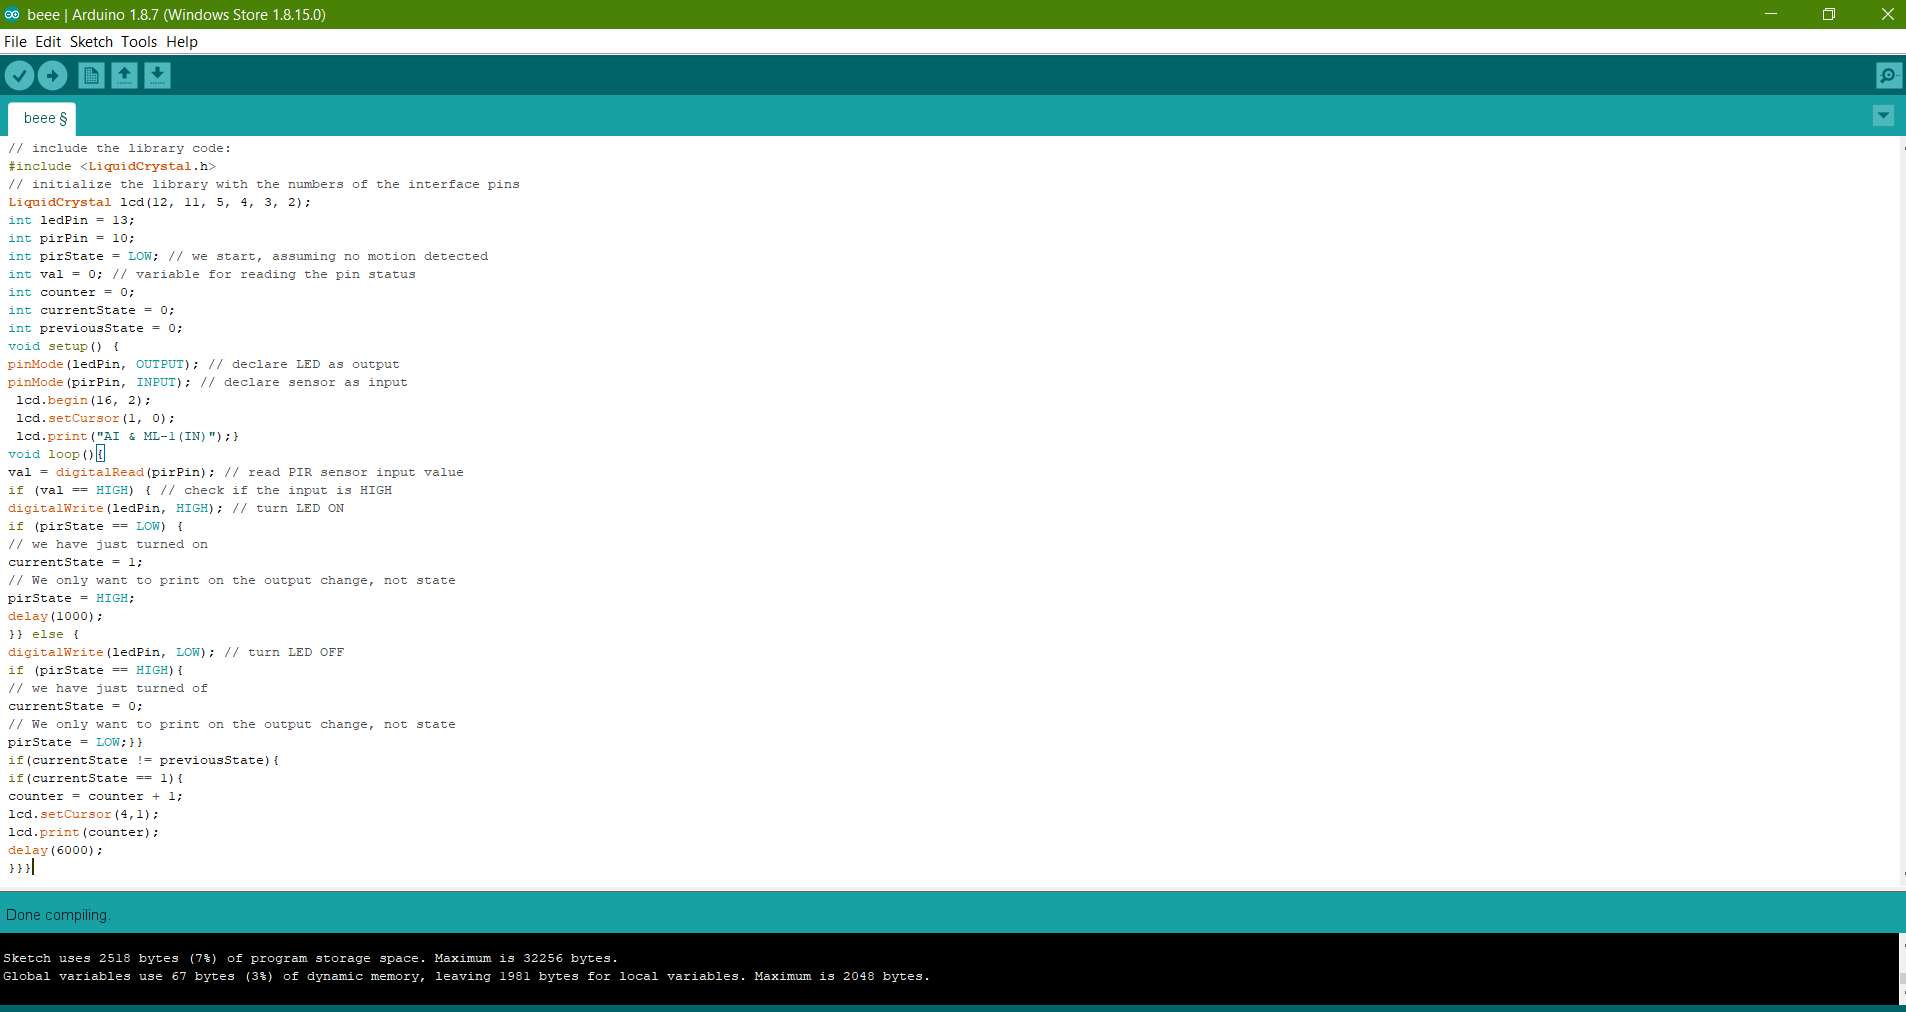 beee | Arduino 1.8.7 (Windows Store 1.8.15.0)
File Edit Sketch Tools Help
beee §
// include the library code:
#include <LiquidCrystal.h>
// initialize the library with the numbers of the interface pins
LiquidCrystal lcd(12, 11, 5, 4, 3, 2);
int ledPin = 13;
int pirPin = 10;
int pirState = LOW; // we start, assuming no motion detected
int val = 0; // variable for reading the pin status
int counter = 0;
int currentState = 0;
int previousState = 0;
void setup() {
pinMode(ledPin, OUTPUT); // declare LED as output
pinMode(pirPin, INPUT); // declare sensor as input
 lcd.begin(16, 2);
 lcd.setCursor(1, 0);
 lcd.print("AI & ML-1(IN)");}
void loop(){
val = digitalRead(pirPin); // read PIR sensor input value
if (val == HIGH) { // check if the input is HIGH
digitalWrite(ledPin, HIGH); // turn LED ON
if (pirState == LOW) {
// we have just turned on
currentState = 1;
// We only want to print on the output change, not state
pirState = HIGH;
delay(1000);
}} else {
digitalWrite(ledPin, LOW); // turn LED OFF
if (pirState == HIGH){
// we have just turned of
currentState = 0;
// We only want to print on the output change, not state
pirState = LOW;}}
if(currentState != previousState){
if(currentState == 1){
counter = counter + 1;
lcd.setCursor(4,1);
lcd.print(counter);
delay(6000);
}}}
Done compiling.
Sketch uses 2518 bytes (7%) of program storage space. Maximum is 32256 bytes.
Global variables use 67 bytes (3%) of dynamic memory, leaving 1981 bytes for local variables. Maximum is 2048 bytes.